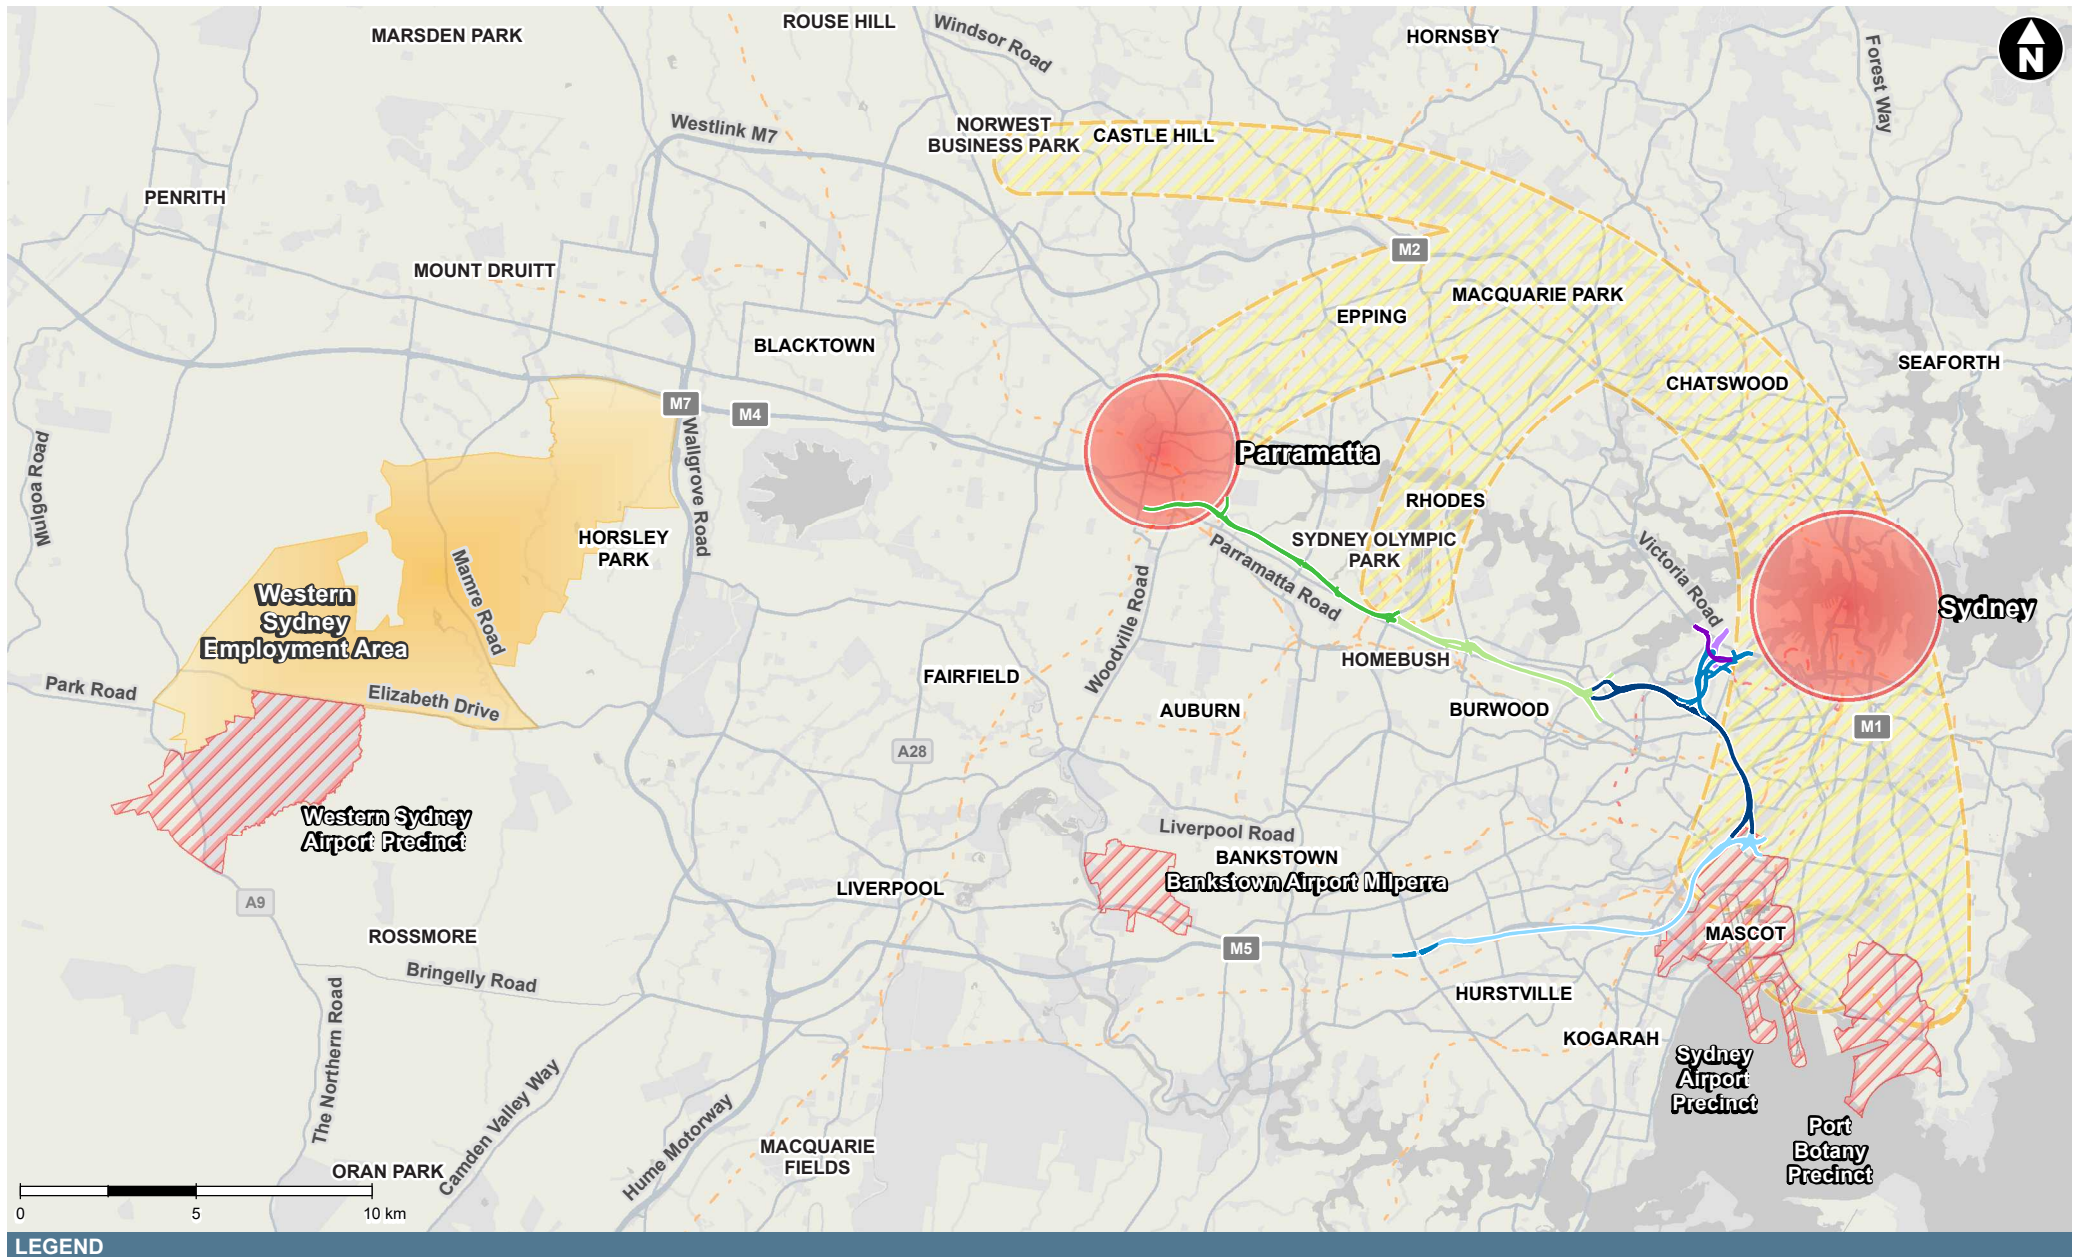 MARSDEN PARK
ROUSE HILL
Windsor Road
HORNSBY
N
Forest Way
Westlink M7
NORWEST
BUSINESS PARK
CASTLE HILL
PENRITH
M2
MOUNT DRUITT
MACQUARIE PARK
EPPING
BLACKTOWN
SEAFORTH
CHATSWOOD
M7
M4
Mulgoa Road
Wallgrove Road
Parramatta
RHODES
HORSLEY
PARK
SYDNEY OLYMPIC
PARK
Parramatta Road
Victoria Road
Mamre Road
Western
Sydney
Employment Area
Woodville Road
Sydney
HOMEBUSH
FAIRFIELD
Park Road
Elizabeth Drive
AUBURN
BURWOOD
M1
A28
Western Sydney
Airport Precinct
Liverpool Road
BANKSTOWN
Bankstown Airport Milperra
LIVERPOOL
A9
ROSSMORE
MASCOT
M5
Bringelly Road
HURSTVILLE
The Northern Road
KOGARAH
Sydney
Airport
Precinct
Camden Valley Way
Hume Motorway
MACQUARIE
FIELDS
Port
Botany
Precinct
ORAN PARK
0 5 10 km
LEGEND